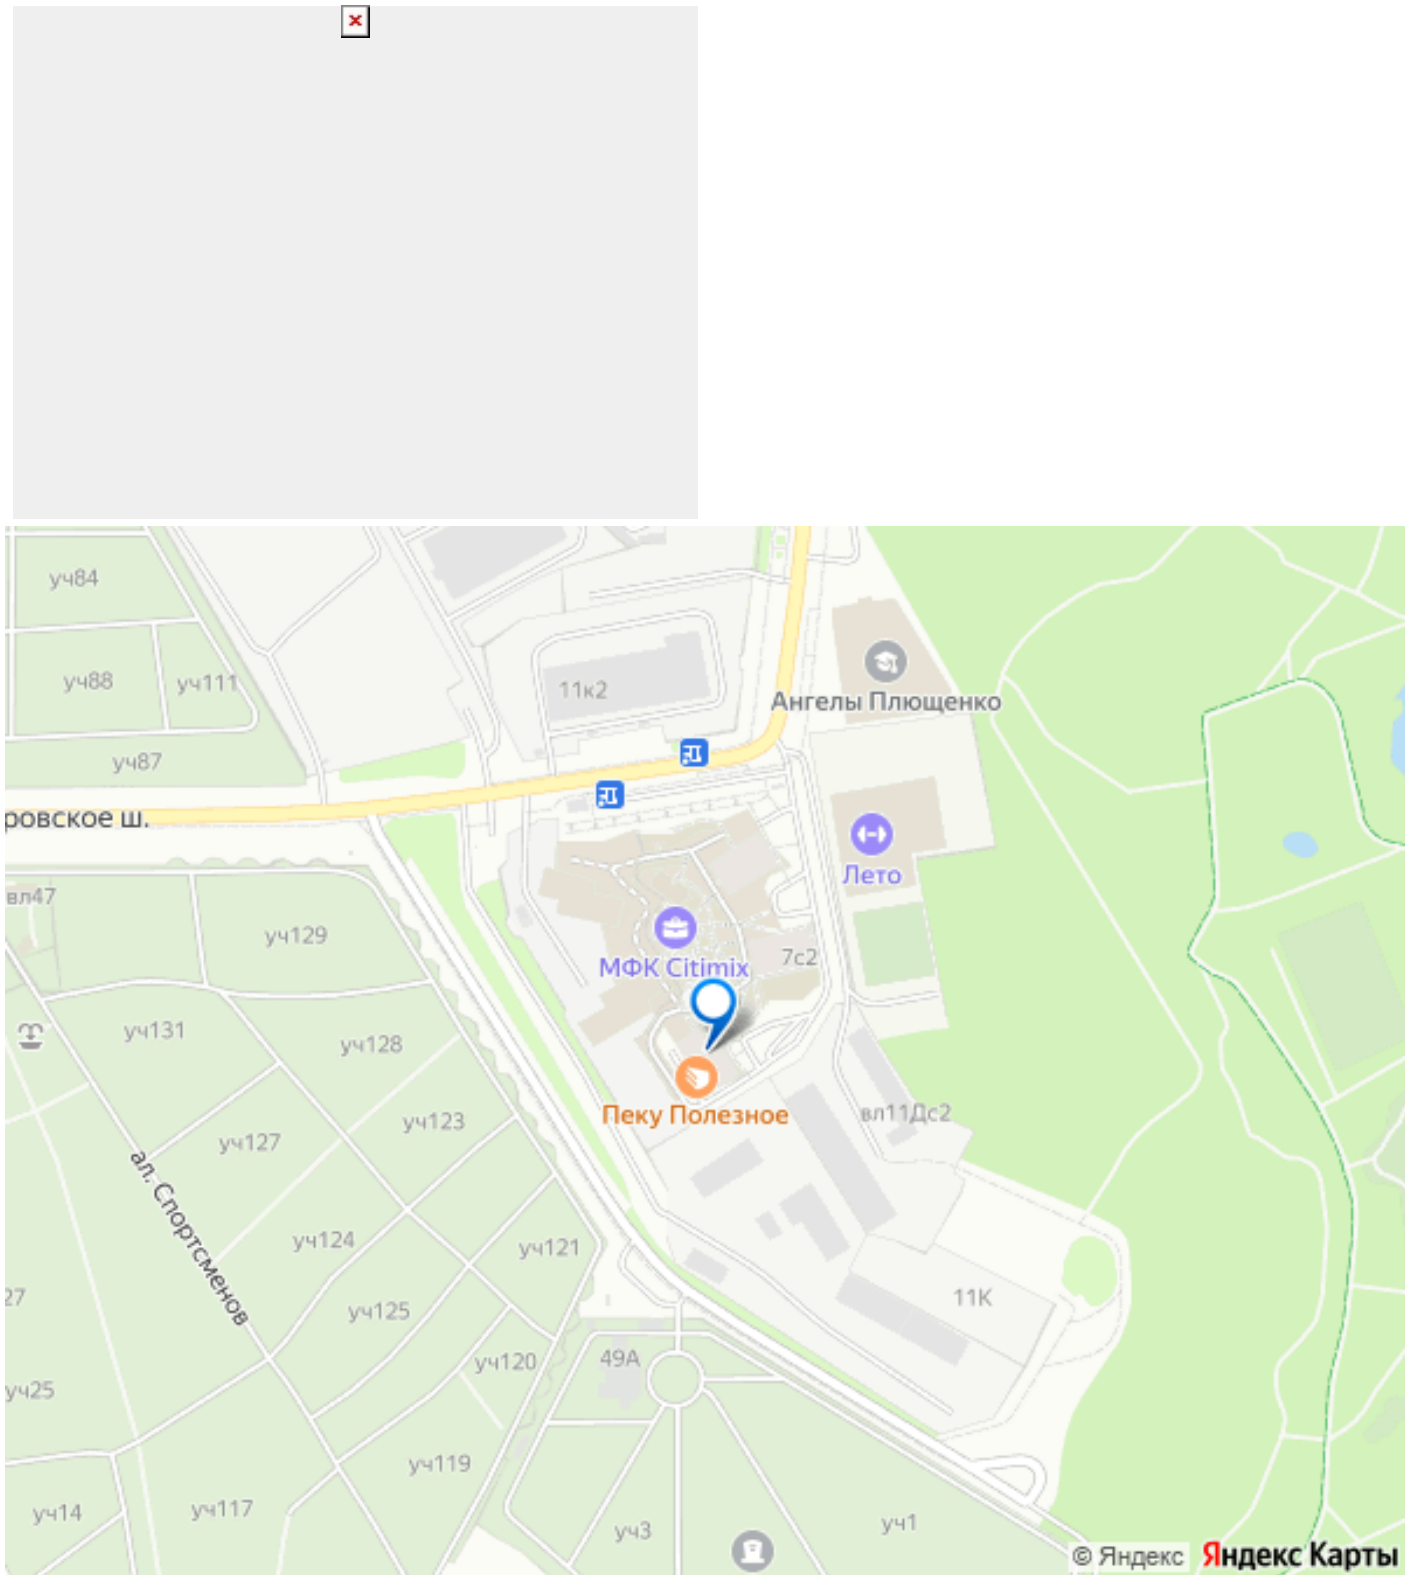 уч84
уч88
уч111
11к2
Ангелы Плющенко
уч87
ровское ш.
Лето
вл47
уч129
7с2
МФК Citimix
уч131
уч128
Пеку Полезное
вл11Дс2
уч123
уч127
ал. Спортсменов
уч124
уч121
27
уч125
11К
49А
уч120
уч25
уч119
уч14
уч117
уч3
уч1
© Яндекс Яндекс Карты